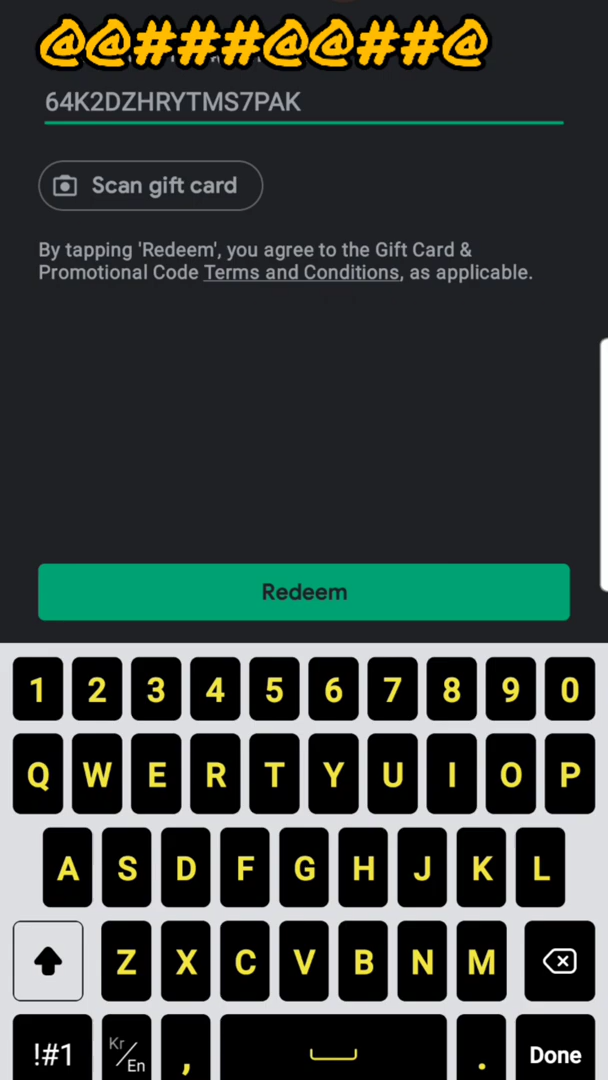 @@###@@##@
64K2DZHRYTMS7PAK
Scan gift card
By tapping 'Redeem', you agree to the Gift Card &
Promotional Code Terms and Conditions, as applicable.
Redeem
1 2 3 4 5 6 7 8 9 0
Q W E R T Y U I O P
A S D F G H J K L
Z X C V B N M
!#1 Kr/En , . Done